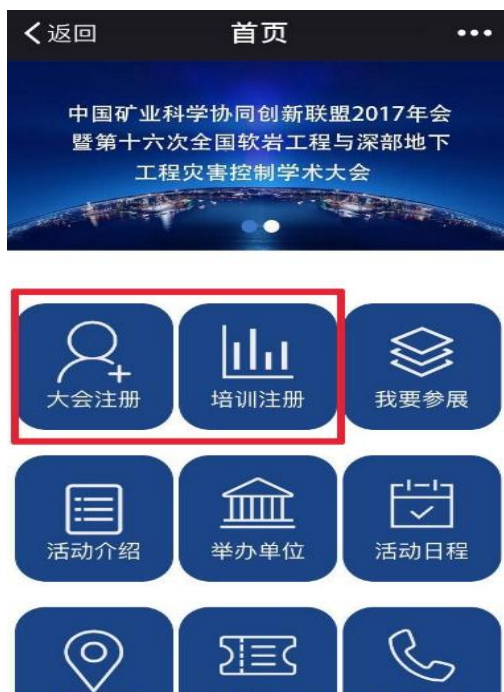 返回
首页
中国矿业科学协同创新联盟2017年会
暨第十六次全国软岩工程与深部地下
工程灾害控制学术大会
大会注册
培训注册
我要参展
活动介绍
举办单位
活动日程